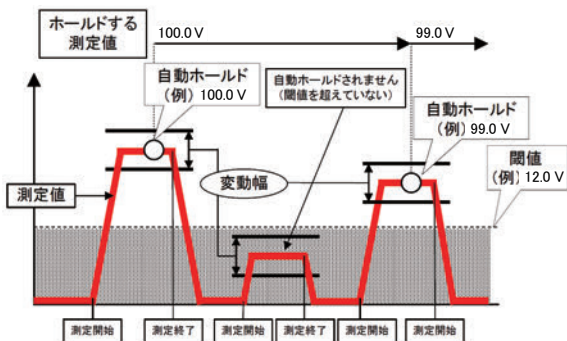 ホールドする
測定値
100.0 V
99.0 V
自動ホールド
(例) 100.0 V
自動ホールドされません
(閾値を超えていない)
自動ホールド
(例) 99.0 V
閾値
(例) 12.0 V
測定値
変動幅
測定開始
測定終了
測定開始
測定終了
測定開始
測定開始